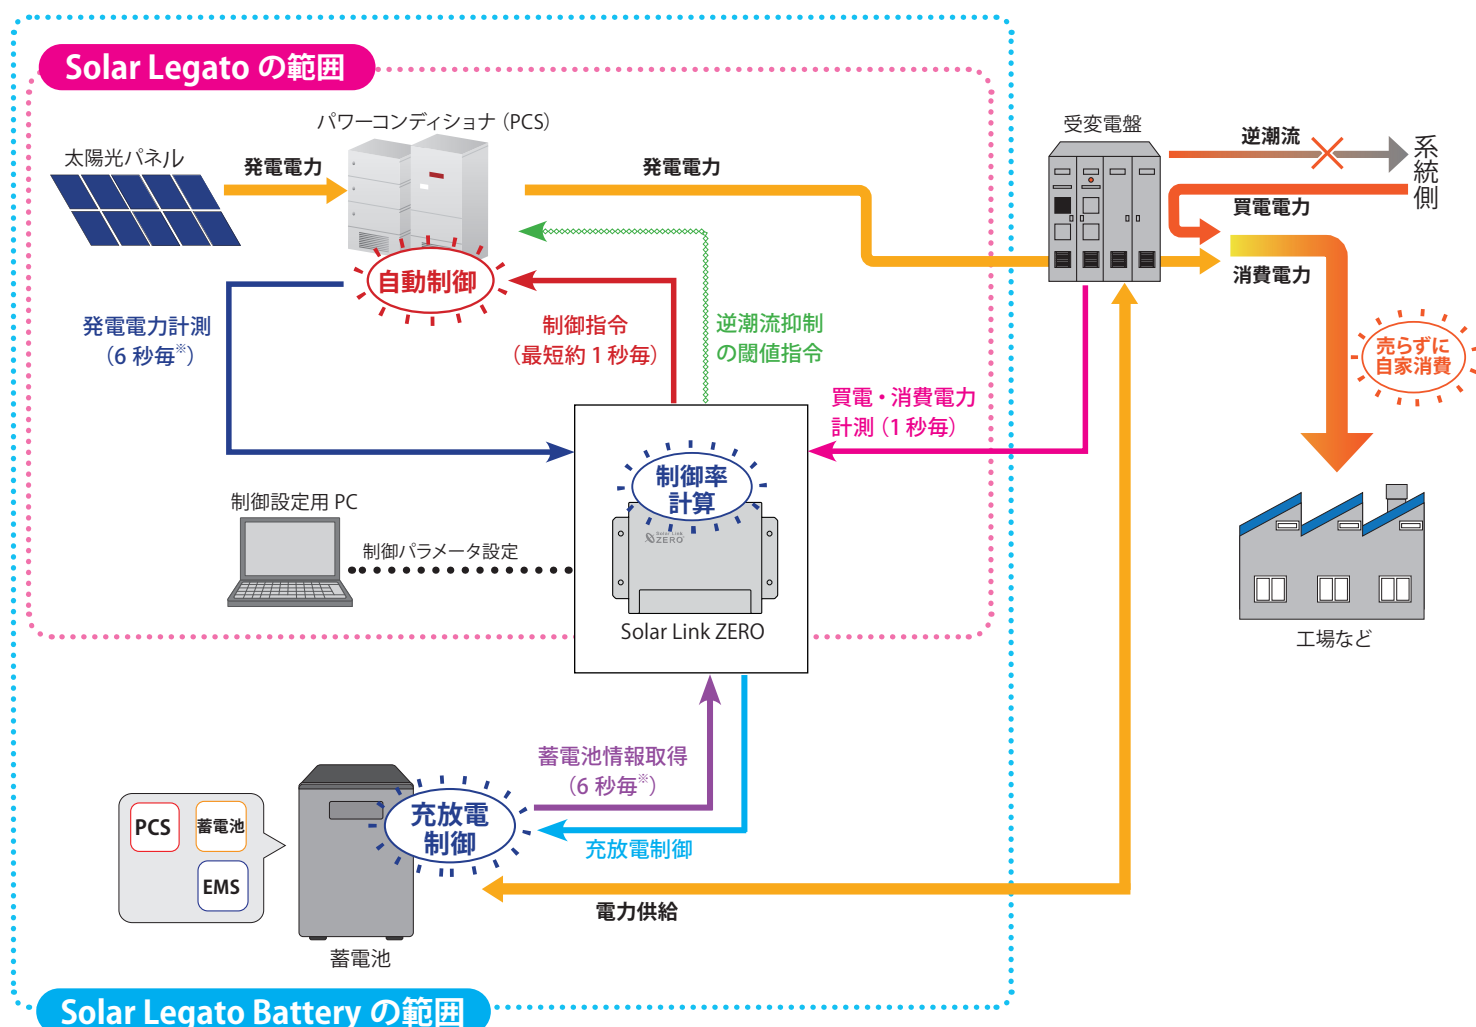 Solar Legato の範囲
パワーコンディショナ（PCS）
太陽光パネル
発電電力
発電電力
受変電盤
逆潮流
系統側
買電電力
消費電力
自動制御
発電電力計測
（6 秒毎※）
制御指令
（最短約 1 秒毎）
逆潮流抑制
の閾値指令
売らずに
自家消費
買電・消費電力
計測（1 秒毎）
制御率
計算
制御設定用 PC
制御パラメータ設定
Solar Link
ZERO
Solar Link ZERO
工場など
蓄電池情報取得
（6 秒毎※）
充放電
制御
充放電制御
PCS
蓄電池
EMS
電力供給
蓄電池
Solar Legato Battery の範囲